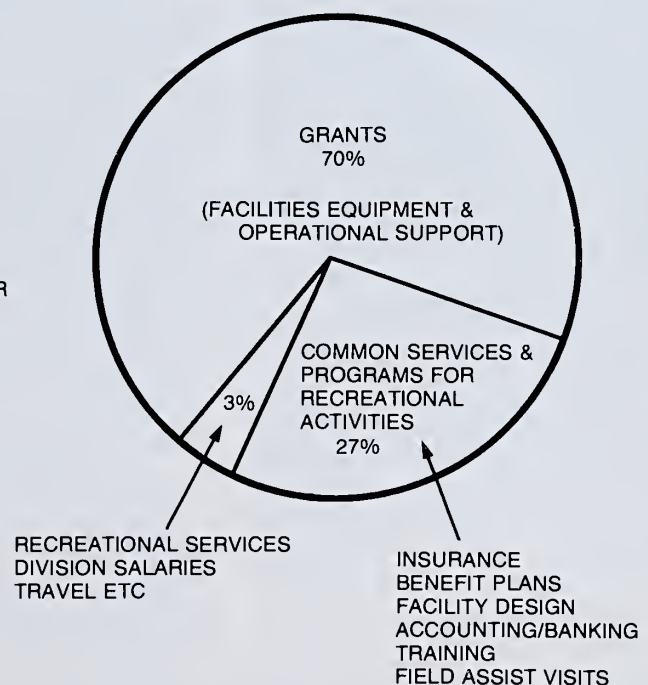 GRANTS
70%
(FACILITIES EQUIPMENT &
OPERATIONAL SUPPORT)
R
COMMON SERVICES &
PROGRAMS FOR
RECREATIONAL
ACTIVITIES
27%
3%
RECREATIONAL SERVICES
DIVISION SALARIES
TRAVEL ETC
INSURANCE
BENEFIT PLANS
FACILITY DESIGN
ACCOUNTING/BANKING
TRAINING
FIELD ASSIST VISITS